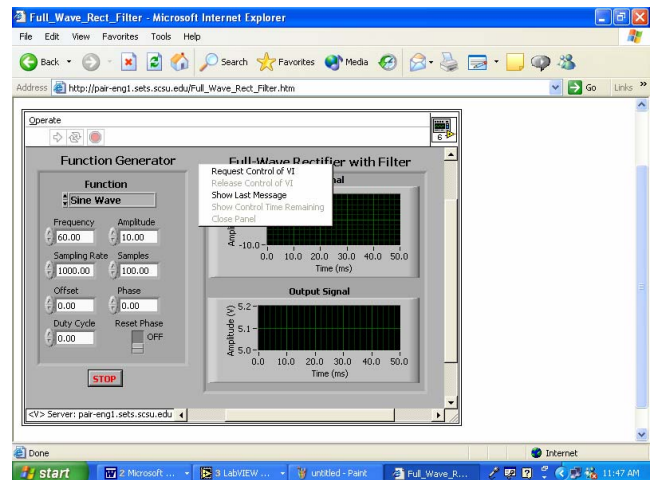 Full_Wave_Rect_Filter - Microsoft Internet Explorer
File Edit View Favorites Tools Help
Back Search Favorites Media
Address http://pair-eng1.sets.scsu.edu/Full_Wave_Rect_Filter.htm Go Links »
Operate
6
Function Generator
Function
Sine Wave
Frequency Amplitude
60.00 10.00
Sampling Rate Samples
1000.00 100.00
Offset Phase
0.00 0.00
Duty Cycle Reset Phase
0.00 OFF
STOP
Full-Wave Rectifier with Filter
Request Control of VI
Release Control of VI
Show Last Message
Show Control Time Remaining
Close Panel
nal
-10.0
0.0 10.0 20.0 30.0 40.0 50.0
Time (ms)
Output Signal
Amplitude (V)
5.2
5.1
5.0
0.0 10.0 20.0 30.0 40.0 50.0
Time (ms)
<V> Server: pair-eng1.sets.scsu.edu
Done Internet
start 2 Microsoft ... 3 LabVIEW ... untitled - Paint Full_Wave_R... 11:47 AM